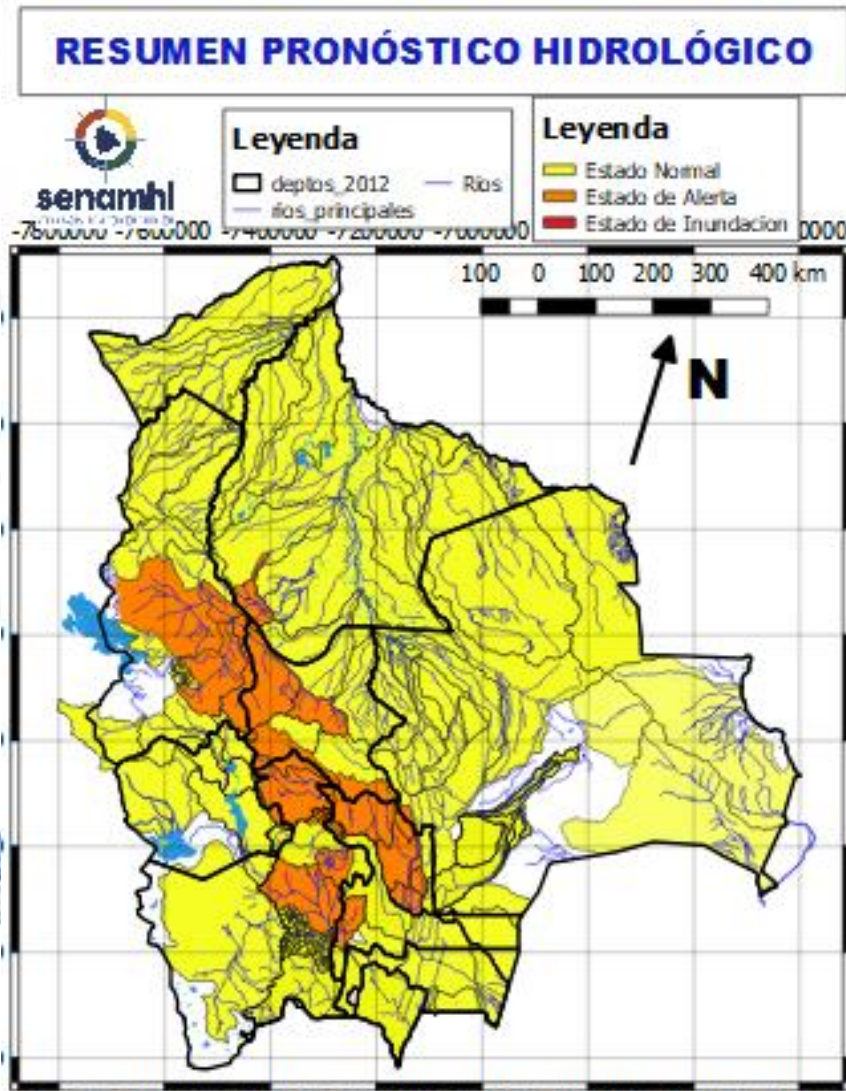 RESUMEN PRONÓSTICO HIDROLÓGICO
senamhi
Leyenda
deptos_2012
Rios
rios_principales
Leyenda
Estado Normal
Estado de Alerta
Estado de Inundacion
-7800000 -7600000 -7400000 -7200000 -7000000
100 0 100 200 300 400 km
N